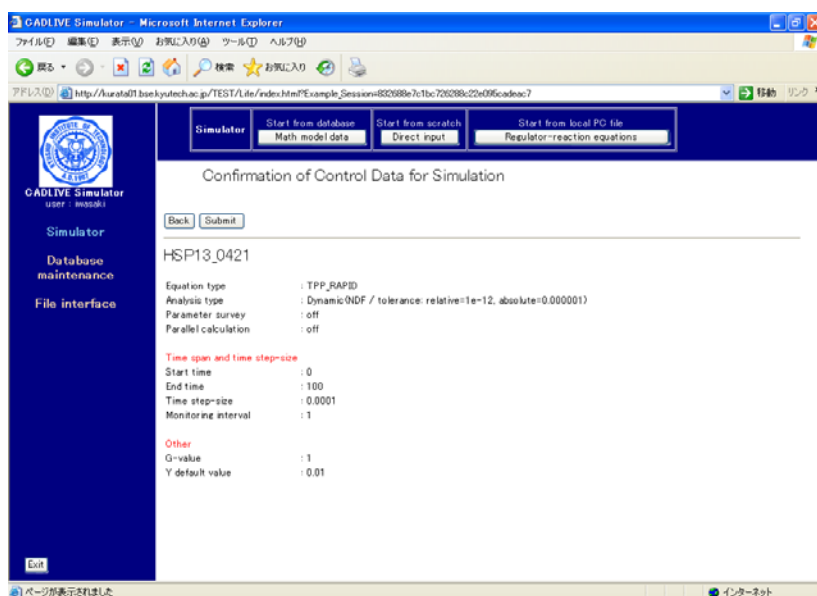 CADLIVE Simulator - Microsoft Internet Explorer
ファイル(F) 編集(E) 表示(V) お気に入り(A) ツール(T) ヘルプ(H)
戻る 検索 お気に入り
アドレス(D) http://kurata01.bse.kyutech.ac.jp/TEST/Life/index.html?Example_Session=832688e7c1bc726288c22e095cadeac7 移動 リンク
Simulator
Start from database Start from scratch Start from local PC file
Math model data Direct input Regulator-reaction equations
CADLIVE Simulator
user : iwasaki
Simulator
Database maintenance
File interface
Exit
Confirmation of Control Data for Simulation
Back Submit
HSP13_0421
Equation type : TPP_RAPID
Analysis type : Dynamic(NDF / tolerance: relative=1e-12, absolute=0.000001)
Parameter survey : off
Parallel calculation : off
Time span and time step-size
Start time : 0
End time : 100
Time step-size : 0.0001
Monitoring interval : 1
Other
G-value : 1
Y default value : 0.01
ページが表示されました インターネット